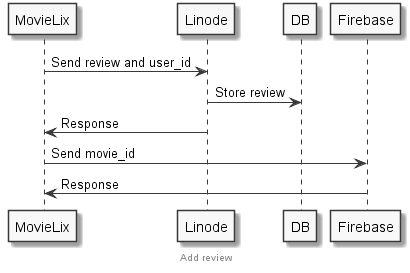 MovieLix Linode DB Firebase
Send review and user_id
Store review
Response
Send movie_id
Response
MovieLix Linode DB Firebase
Add review